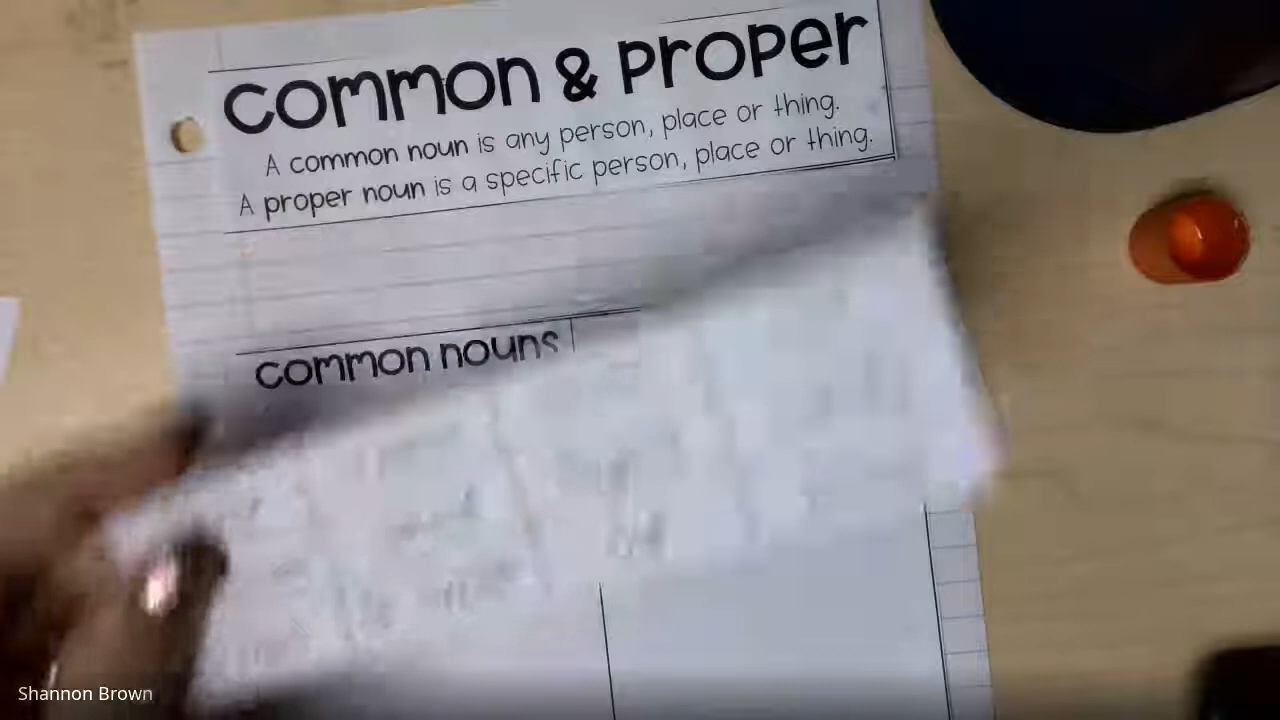 common & proper
A common noun is any person, place or thing.
A proper noun is a specific person, place or thing.
common nouns
Shannon Brown